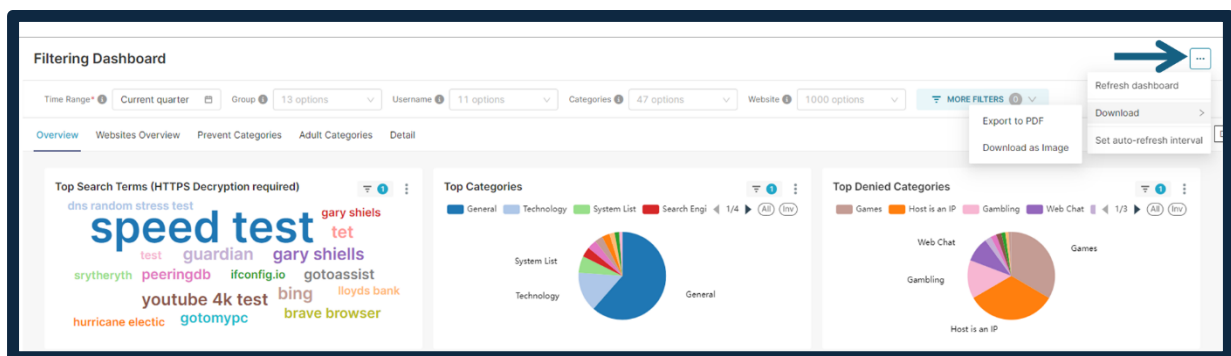 Filtering Dashboard
...
Refresh dashboard
Time Range* Current quarter Group 13 options Username 11 options Categories 47 options Website 1000 options MORE FILTERS 0
Download >
Export to PDF
Download as Image
Set auto-refresh interval
Overview Websites Overview Prevent Categories Adult Categories Detail
Top Search Terms (HTTPS Decryption required) 1
dns random stress test
speed test
gary shiels
tet
test guardian gary shiells
srytheryth peeringdb ifconfig.io gotoassist
youtube 4k test bing lloyds bank
hurricane electic gotomypc brave browser
Top Categories 1
General Technology System List Search Engi 1/4 All Inv
System List
Technology
General
Top Denied Categories 1
Games Host is an IP Gambling Web Chat 1/3 All Inv
Web Chat
Games
Gambling
Host is an IP